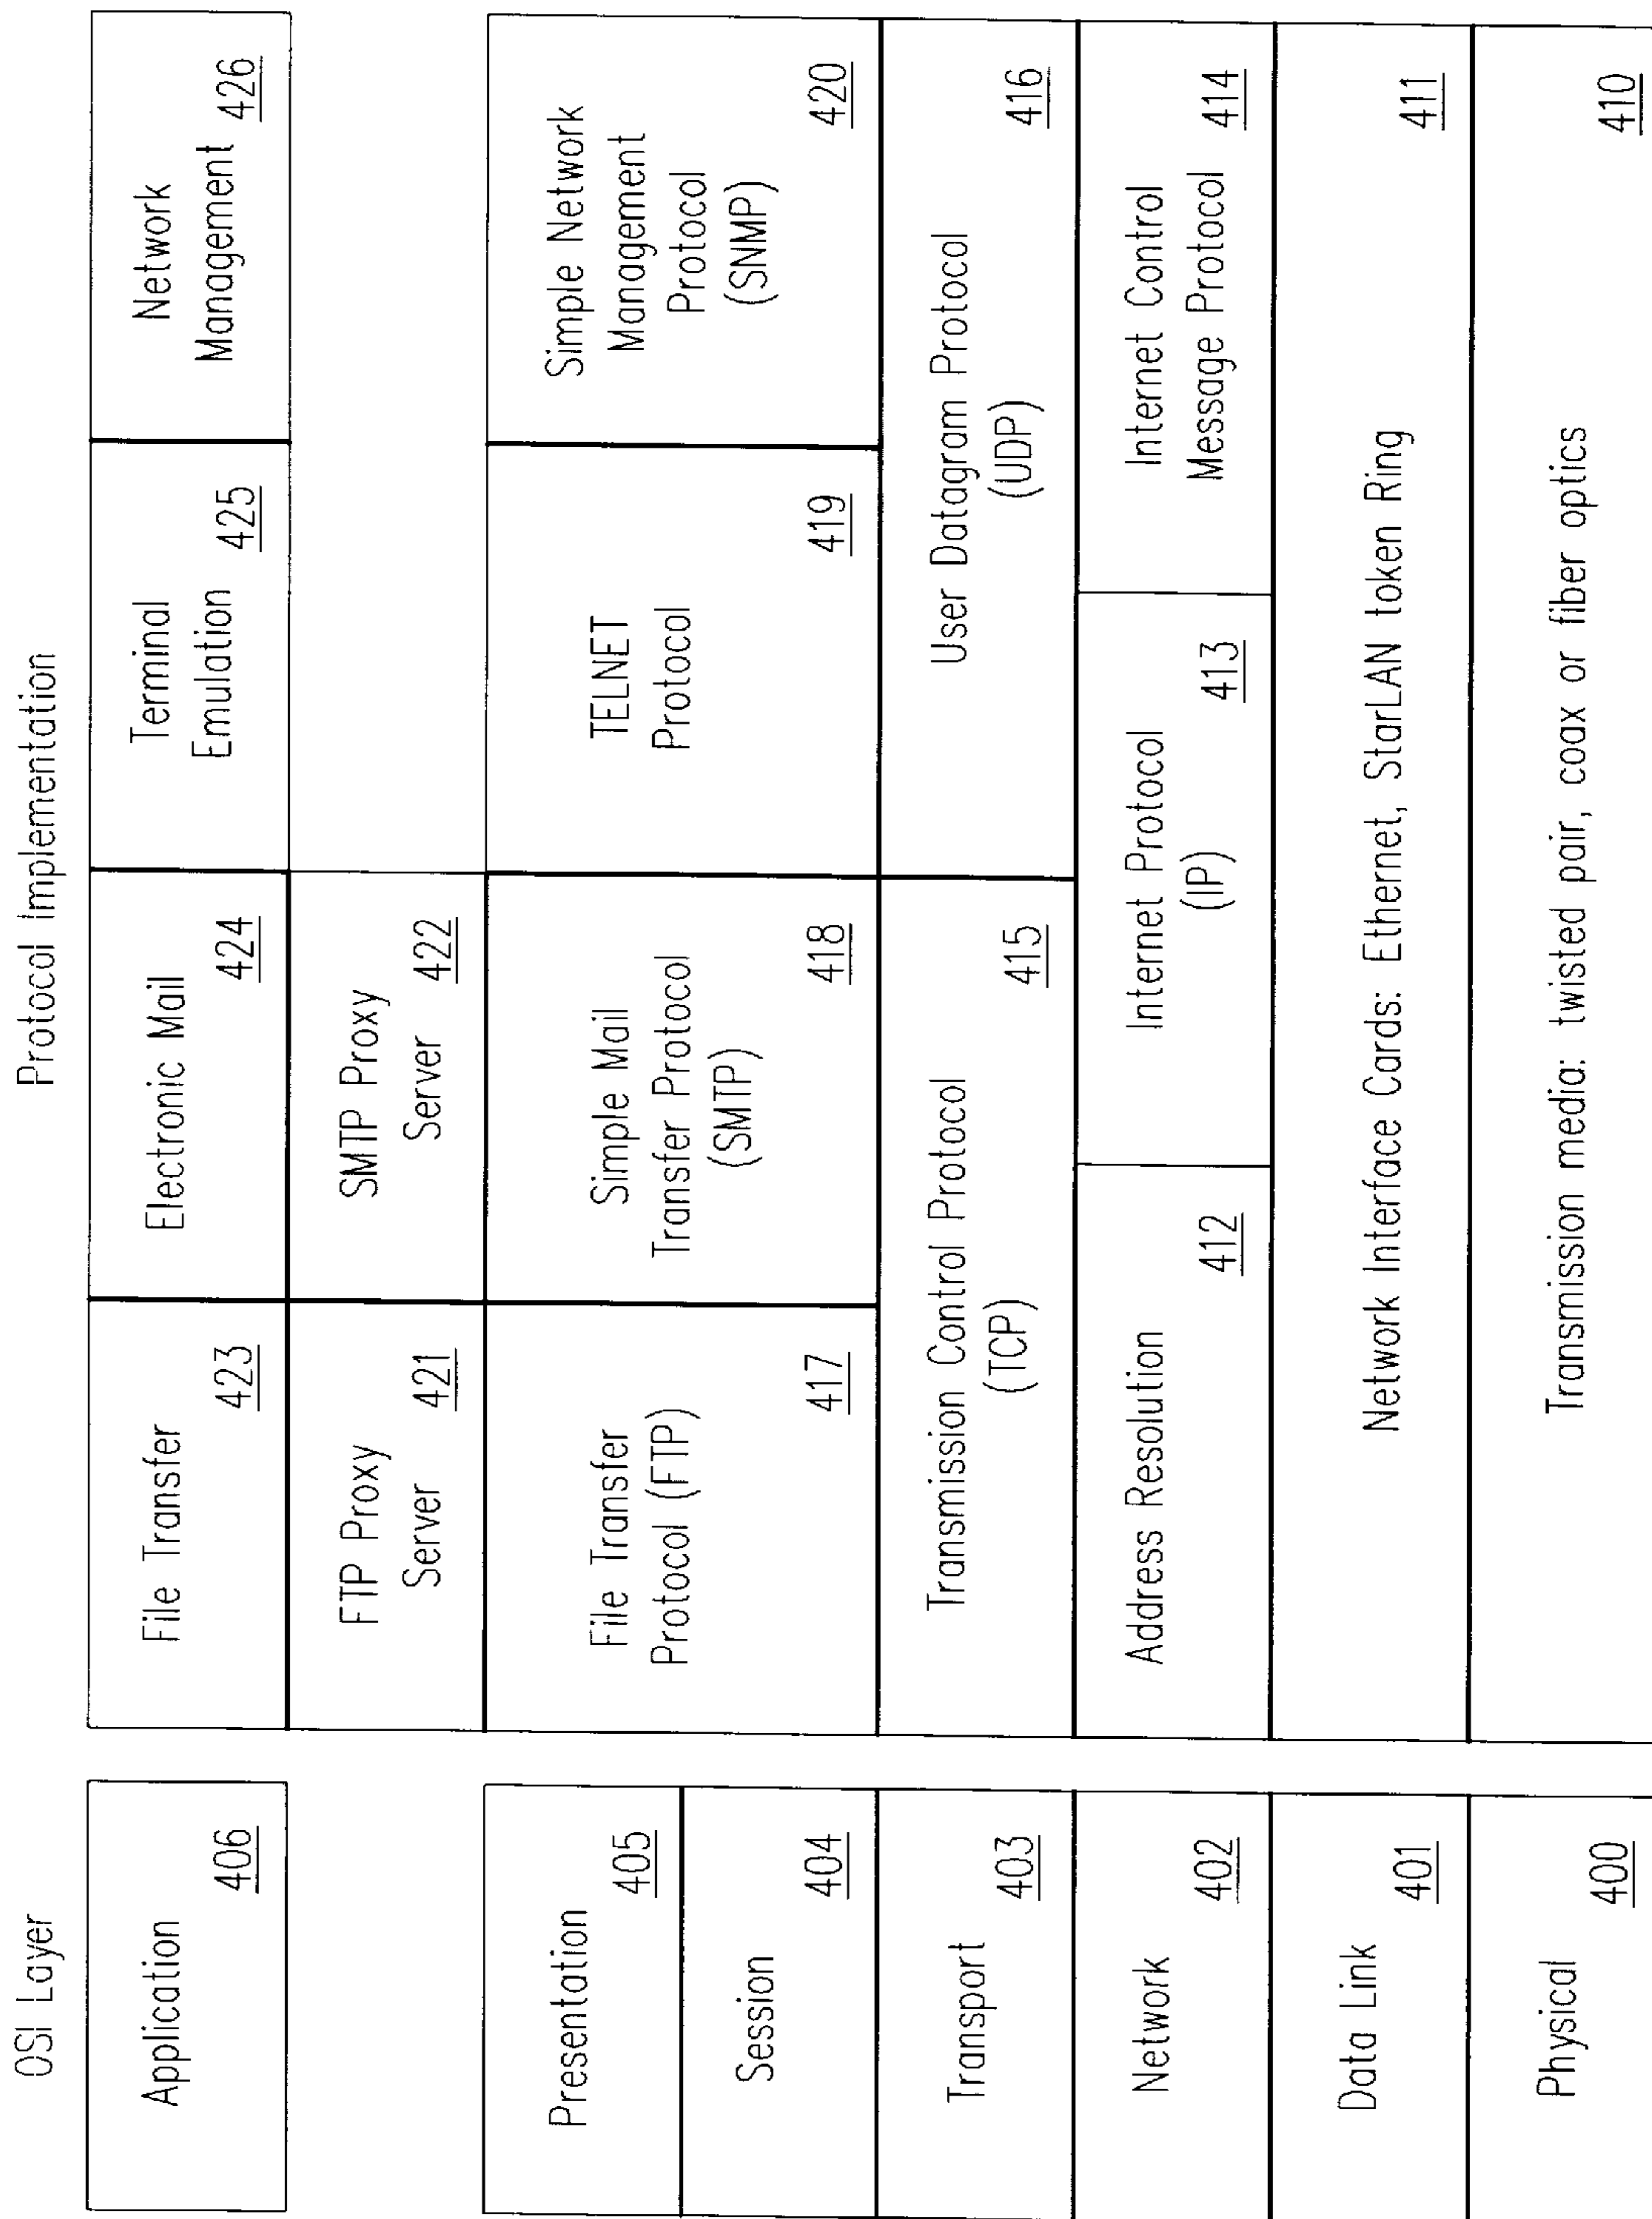 OSI Layer
Protocol Implementation
Application
406
File Transfer
423
Electronic Mail
424
Terminal
Emulation
425
Network
Management
426
FTP Proxy
Server
421
SMTP Proxy
Server
422
Presentation
405
Session
404
File Transfer
Protocol (FTP)
417
Simple Mail
Transfer Protocol
(SMTP)
418
TELNET
Protocol
419
Simple Network
Management
Protocol
(SNMP)
420
Transport
403
Transmission Control Protocol
(TCP)
415
User Datagram Protocol
(UDP)
416
Network
402
Address Resolution
412
Internet Protocol
(IP)
413
Internet Control
Message Protocol
414
Data Link
401
Network Interface Cards: Ethernet, StarLAN token Ring
411
Physical
400
Transmission media: twisted pair, coax or fiber optics
410